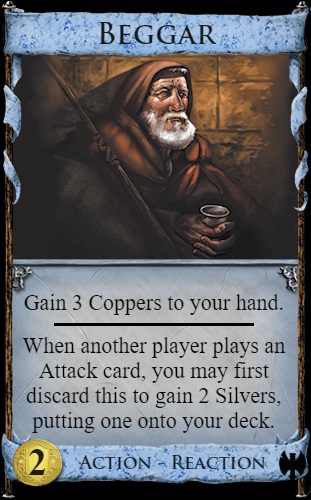 BEGGAR
Gain 3 Coppers to your hand.
When another player plays an
Attack card, you may first
discard this to gain 2 Silvers,
putting one onto your deck.
2
ACTION – REACTION